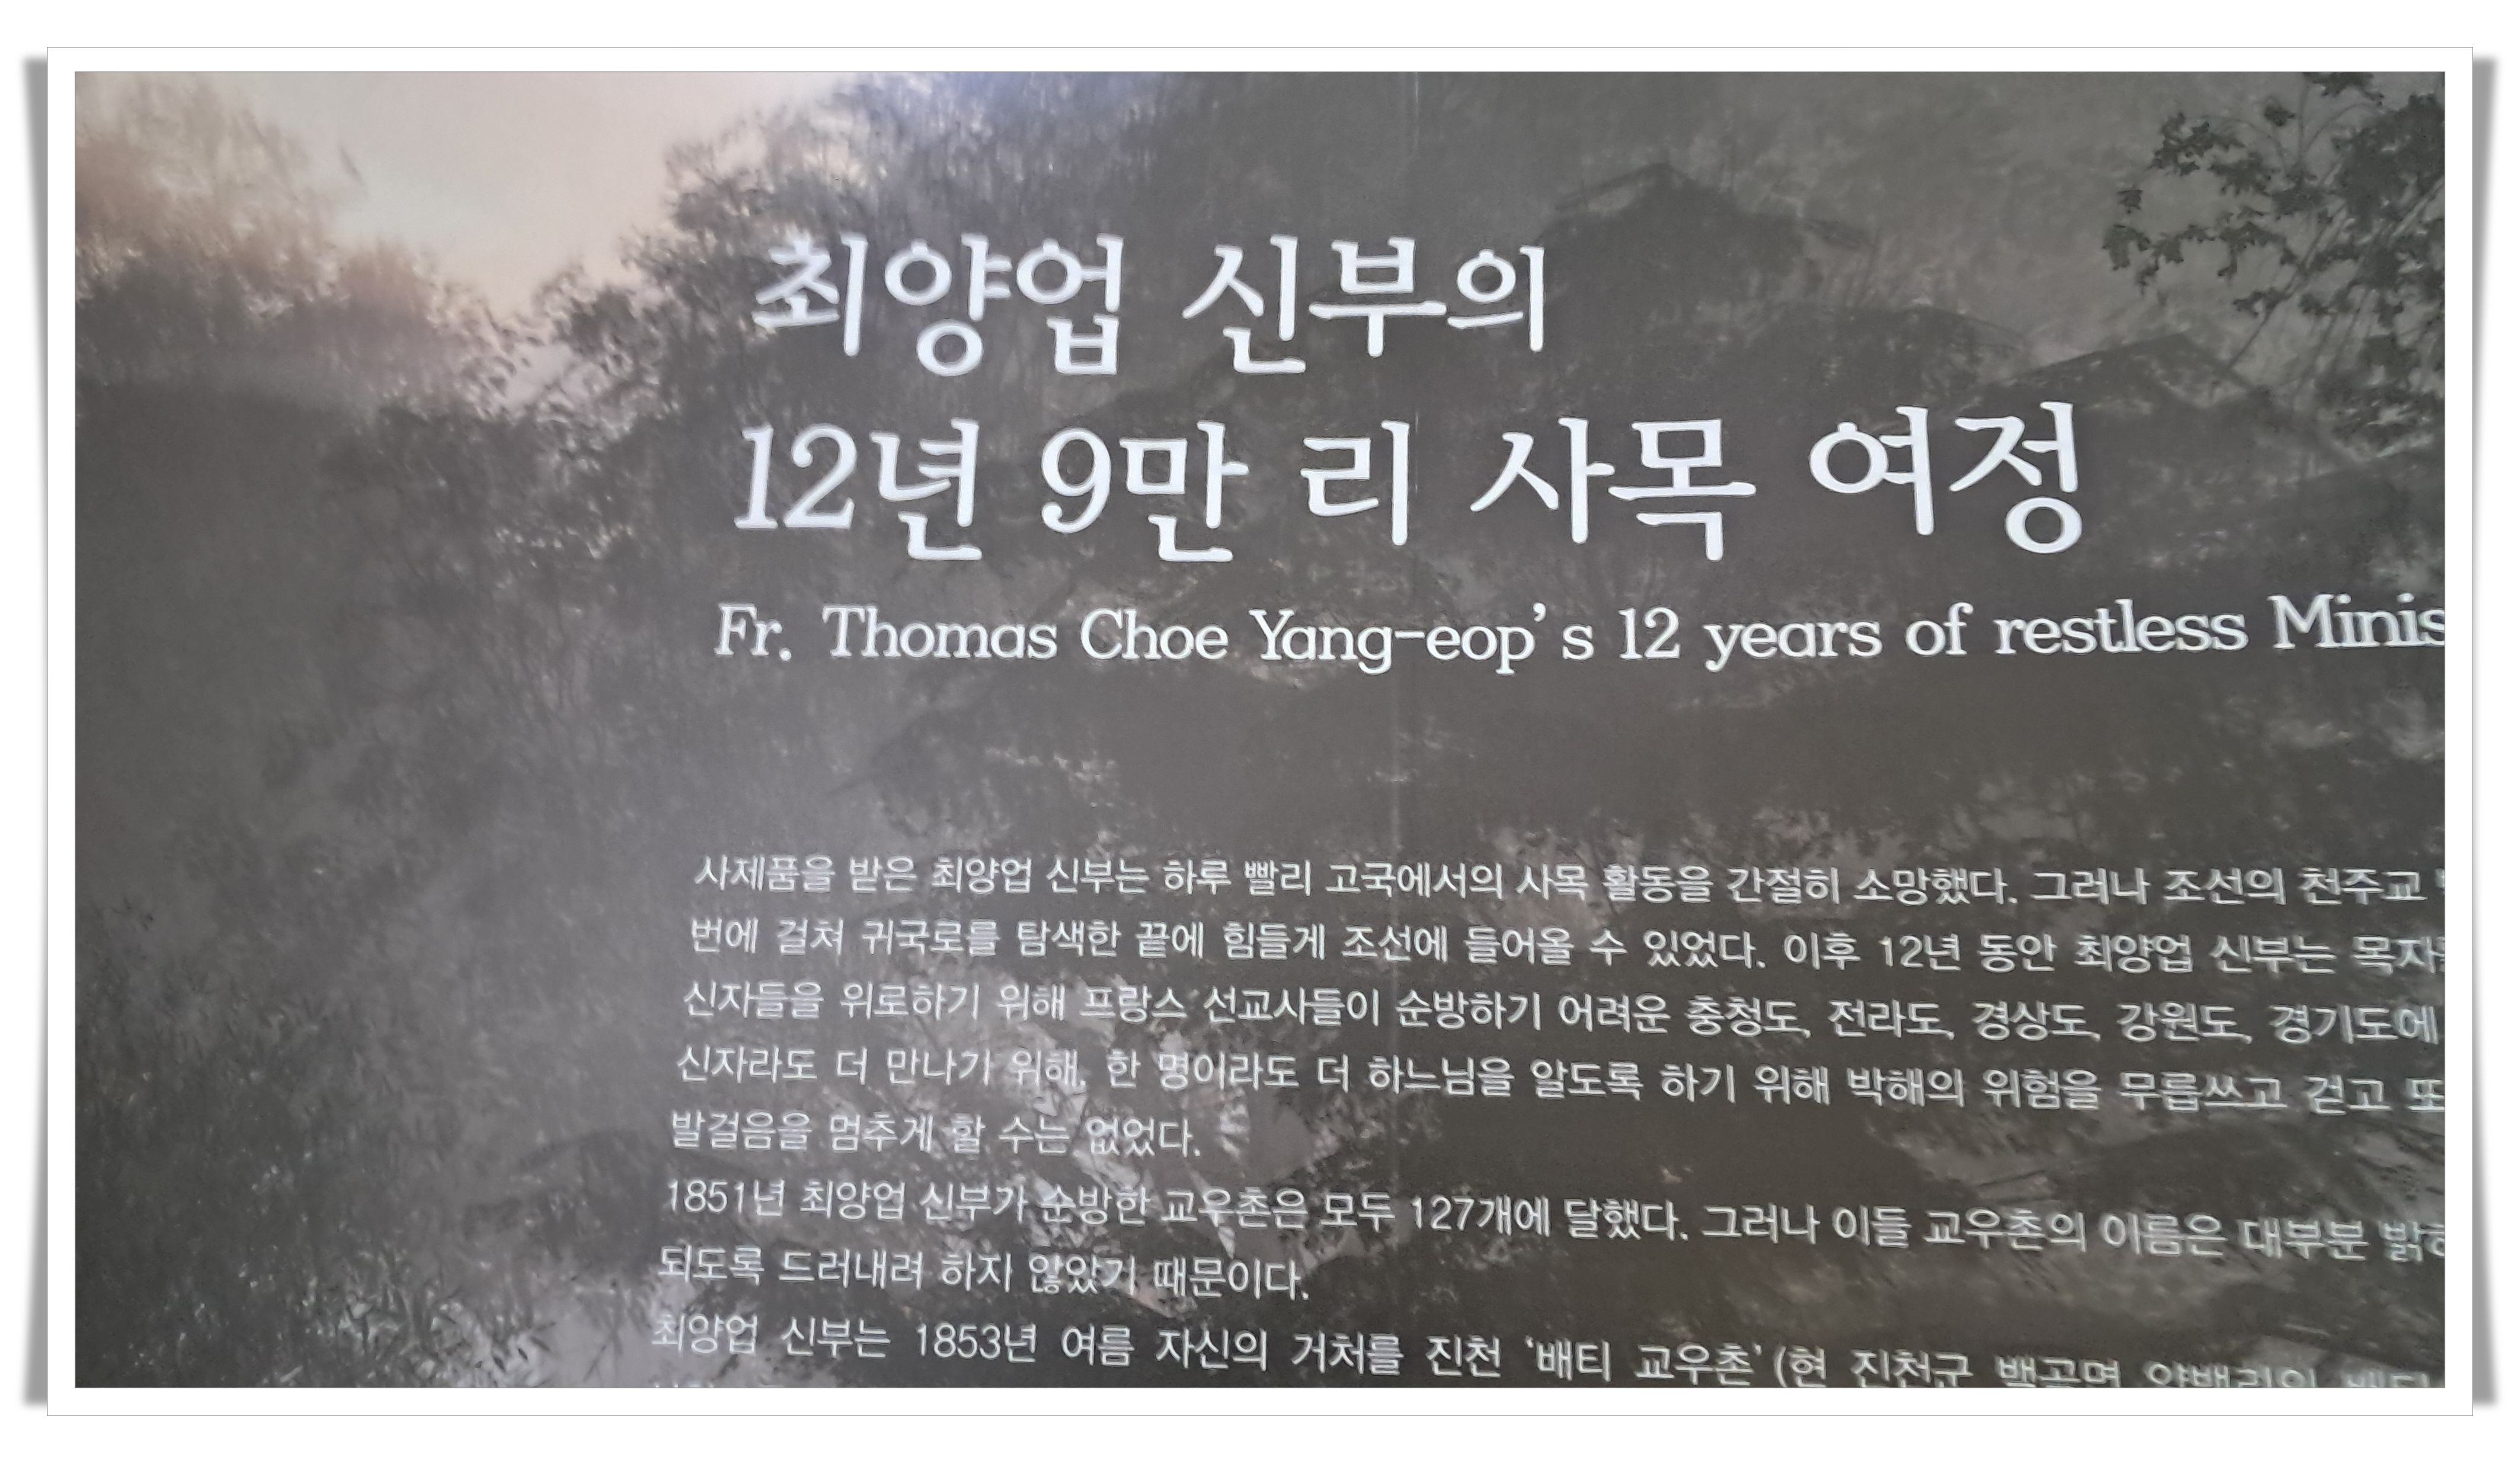 최양업 신부의
12년 9만 리 사목 여정
Fr. Thomas Choe Yang-eop's 12 years of restless Minis
사제품을 받은 최양업 신부는 하루 빨리 고국에서의 사목 활동을 간절히 소망했다. 그러나 조선의 천주교
번에 걸쳐 귀국로를 탐색한 끝에 힘들게 조선에 들어올 수 있었다. 이후 12년 동안 최양업 신부는
신자들을 위로하기 위해 프랑스 선교사들이 순방하기 어려운 충청도, 전라도, 경상도, 강원도, 경기도에
신자라도 더 만나기 위해, 한 명이라도 더 하느님을 알도록 하기 위해 박해의 위험을 무릅쓰고 걷고 또
발걸음을 멈추게 할 수는 없었다.
1851년 최양업 신부가 순방한 교우촌은 모두 127개에 달했다. 그러나 이들 교우촌의 이름은 대부분
되도록 드러내려 하지 않았기 때문이다.
최양업 신부는 1853년 여름 자신의 거처를 진천 '배티 교우촌' (현 진천군 백곡면 양백리의 배티